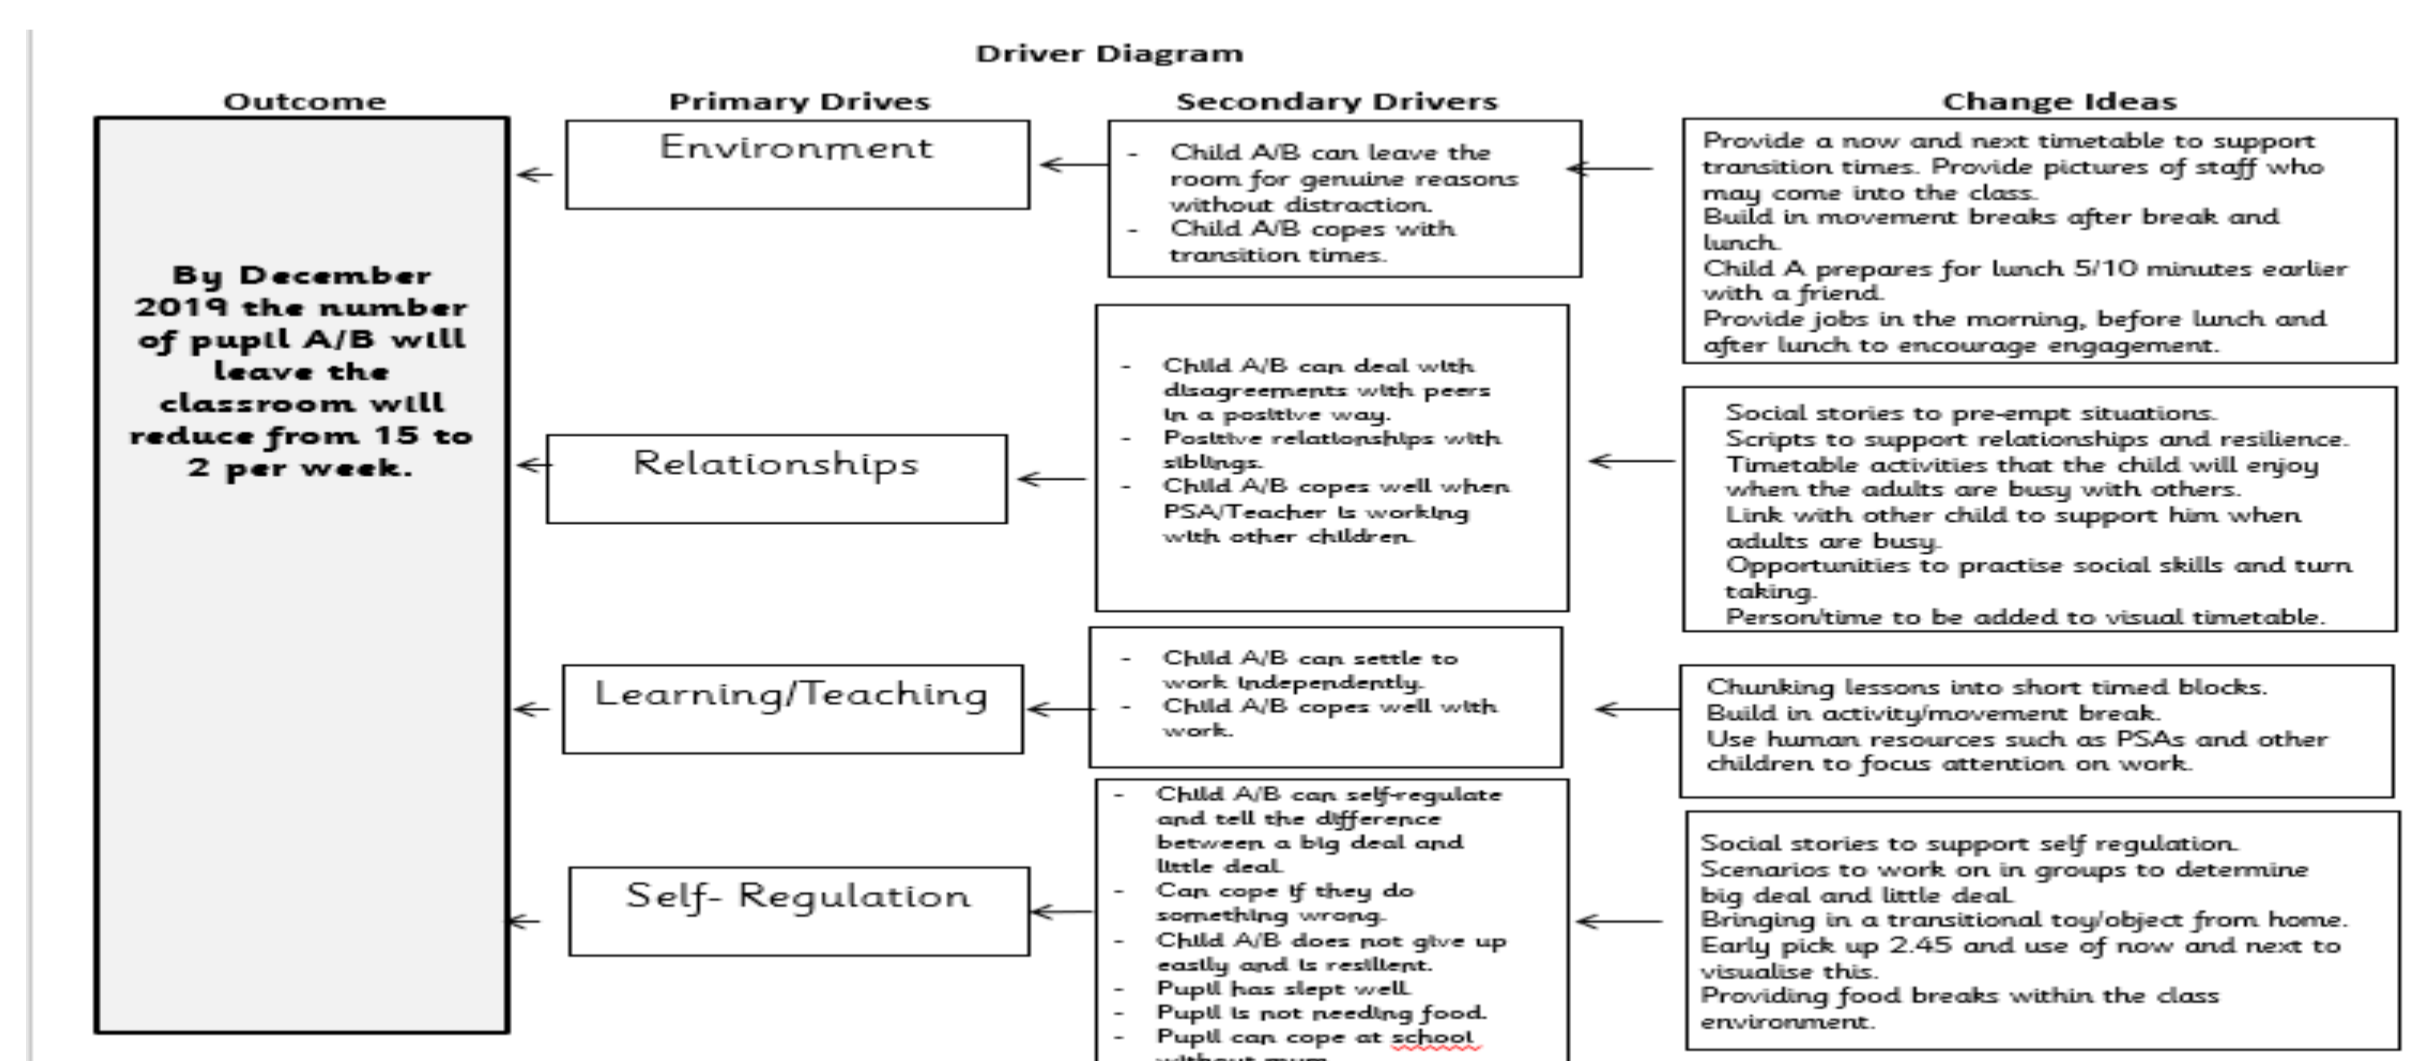 Driver Diagram
Outcome
Primary Drives
Secondary Drivers
Change Ideas
By December
2019 the number
of pupil A/B will
leave the
classroom will
reduce from 15 to
2 per week.
Environment
- Child A/B can leave the
room for genuine reasons
without distraction.
- Child A/B copes with
transition times.
Provide a now and next timetable to support
transition times. Provide pictures of staff who
may come into the class.
Build in movement breaks after break and
lunch.
Child A prepares for lunch 5/10 minutes earlier
with a friend.
Provide jobs in the morning, before lunch and
after lunch to encourage engagement.
Relationships
- Child A/B can deal with
disagreements with peers
in a positive way.
- Positive relationships with
siblings.
- Child A/B copes well when
PSA/Teacher is working
with other children.
Social stories to pre-empt situations.
Scripts to support relationships and resilience.
Timetable activities that the child will enjoy
when the adults are busy with others.
Link with other child to support him when
adults are busy.
Opportunities to practise social skills and turn
taking.
Person/time to be added to visual timetable.
Learning/Teaching
- Child A/B can settle to
work independently.
- Child A/B copes well with
work.
Chunking lessons into short timed blocks.
Build in activity/movement break.
Use human resources such as PSAs and other
children to focus attention on work.
Self- Regulation
- Child A/B can self-regulate
and tell the difference
between a big deal and
little deal.
- Can cope if they do
something wrong.
- Child A/B does not give up
easily and is resilient.
- Pupil has slept well.
- Pupil is not needing food.
- Pupil can cope at school
without mum
Social stories to support self regulation.
Scenarios to work on in groups to determine
big deal and little deal.
Bringing in a transitional toy/object from home.
Early pick up 2.45 and use of now and next to
visualise this.
Providing food breaks within the class
environment.